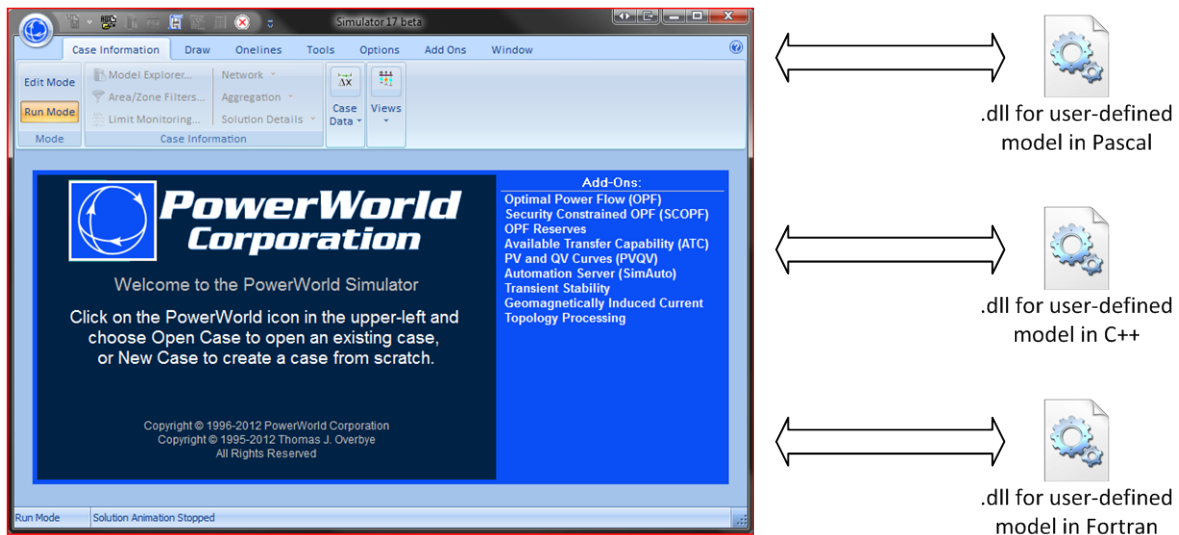 Simulator 17 beta
Case Information Draw Onelines Tools Options Add Ons Window
Edit Mode
Run Mode
Mode
Model Explorer...
Area/Zone Filters...
Limit Monitoring...
Network
Aggregation
Solution Details
Case Information
ΔX
Case
Data
Views
PowerWorld
Corporation
Welcome to the PowerWorld Simulator
Click on the PowerWorld icon in the upper-left and
choose Open Case to open an existing case,
or New Case to create a case from scratch.
Copyright © 1996-2012 PowerWorld Corporation
Copyright © 1995-2012 Thomas J. Overbye
All Rights Reserved
Add-Ons:
Optimal Power Flow (OPF)
Security Constrained OPF (SCOPF)
OPF Reserves
Available Transfer Capability (ATC)
PV and QV Curves (PVQV)
Automation Server (SimAuto)
Transient Stability
Geomagnetically Induced Current
Topology Processing
Run Mode Solution Animation Stopped
.dll for user-defined
model in Pascal
.dll for user-defined
model in C++
.dll for user-defined
model in Fortran